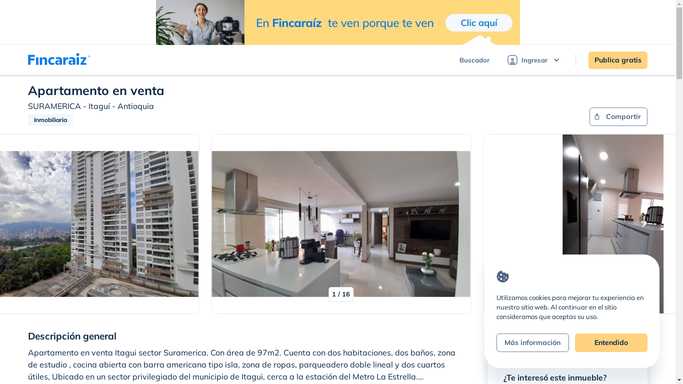 En Fincaraíz te ven porque te ven
Clic aquí
Fincaraiz
Buscador
Ingresar
Publica gratis
Apartamento en venta
SURAMERICA - Itaguí - Antioquia
Inmobiliaria
Compartir
1 / 16
Utilizamos cookies para mejorar tu experiencia en
nuestro sitio web. Al continuar en el sitio
consideramos que aceptas su uso.
Más información
Entendido
Descripción general
Apartamento en venta Itagui sector Suramerica. Con área de 97m2. Cuenta con dos habitaciones, dos baños, zona
de estudio , cocina abierta con barra americana tipo isla, zona de ropas, parqueadero doble lineal y dos cuartos
útiles, Ubicado en un sector privilegiado del municipio de Itagui, cerca a la estación del Metro La Estrella....
¿Te interesó este inmueble?